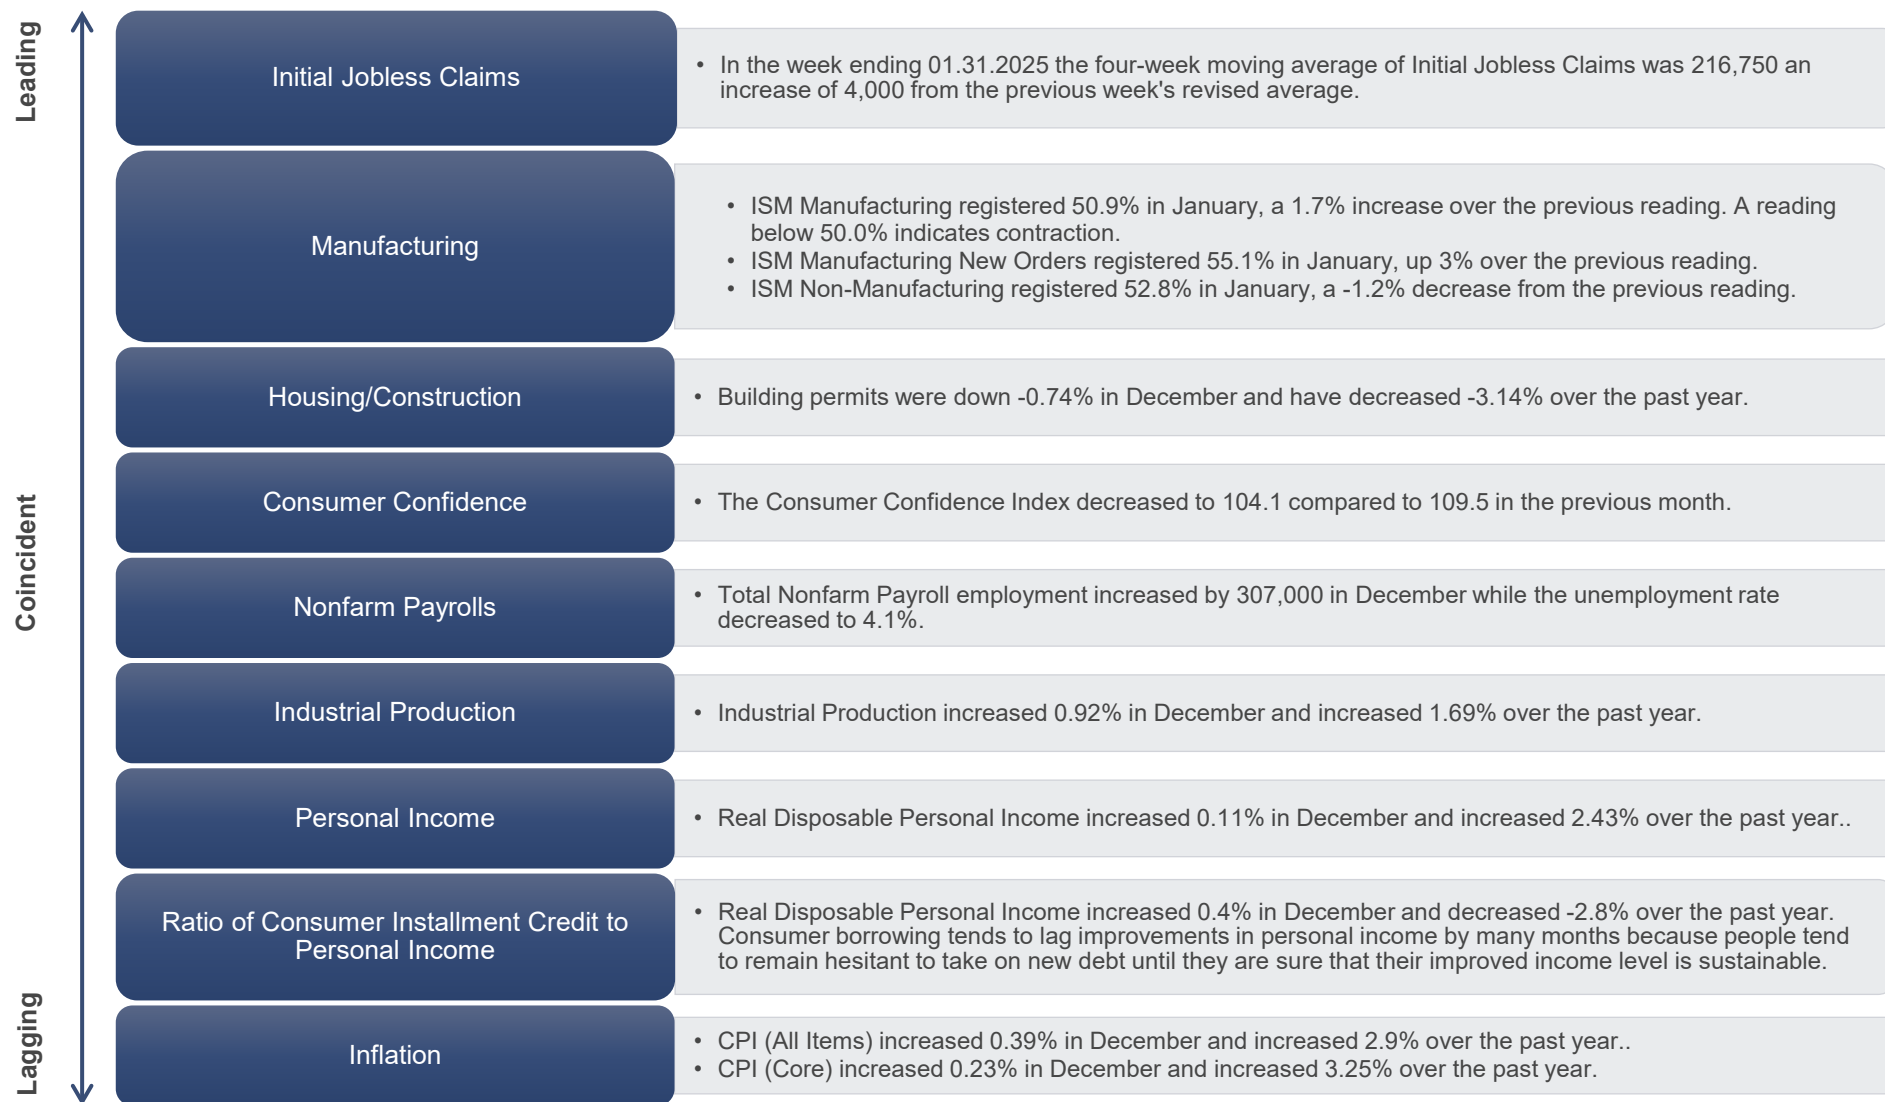 Leading
Initial Jobless Claims
• In the week ending 01.31.2025 the four-week moving average of Initial Jobless Claims was 216,750 an
increase of 4,000 from the previous week's revised average.
Manufacturing
• ISM Manufacturing registered 50.9% in January, a 1.7% increase over the previous reading. A reading
below 50.0% indicates contraction.
• ISM Manufacturing New Orders registered 55.1% in January, up 3% over the previous reading.
• ISM Non-Manufacturing registered 52.8% in January, a -1.2% decrease from the previous reading.
Housing/Construction
• Building permits were down -0.74% in December and have decreased -3.14% over the past year.
Coincident
Consumer Confidence
• The Consumer Confidence Index decreased to 104.1 compared to 109.5 in the previous month.
Nonfarm Payrolls
• Total Nonfarm Payroll employment increased by 307,000 in December while the unemployment rate
decreased to 4.1%.
Industrial Production
• Industrial Production increased 0.92% in December and increased 1.69% over the past year.
Personal Income
• Real Disposable Personal Income increased 0.11% in December and increased 2.43% over the past year..
Ratio of Consumer Installment Credit to
Personal Income
• Real Disposable Personal Income increased 0.4% in December and decreased -2.8% over the past year.
Consumer borrowing tends to lag improvements in personal income by many months because people tend
to remain hesitant to take on new debt until they are sure that their improved income level is sustainable.
Lagging
Inflation
• CPI (All Items) increased 0.39% in December and increased 2.9% over the past year..
• CPI (Core) increased 0.23% in December and increased 3.25% over the past year.